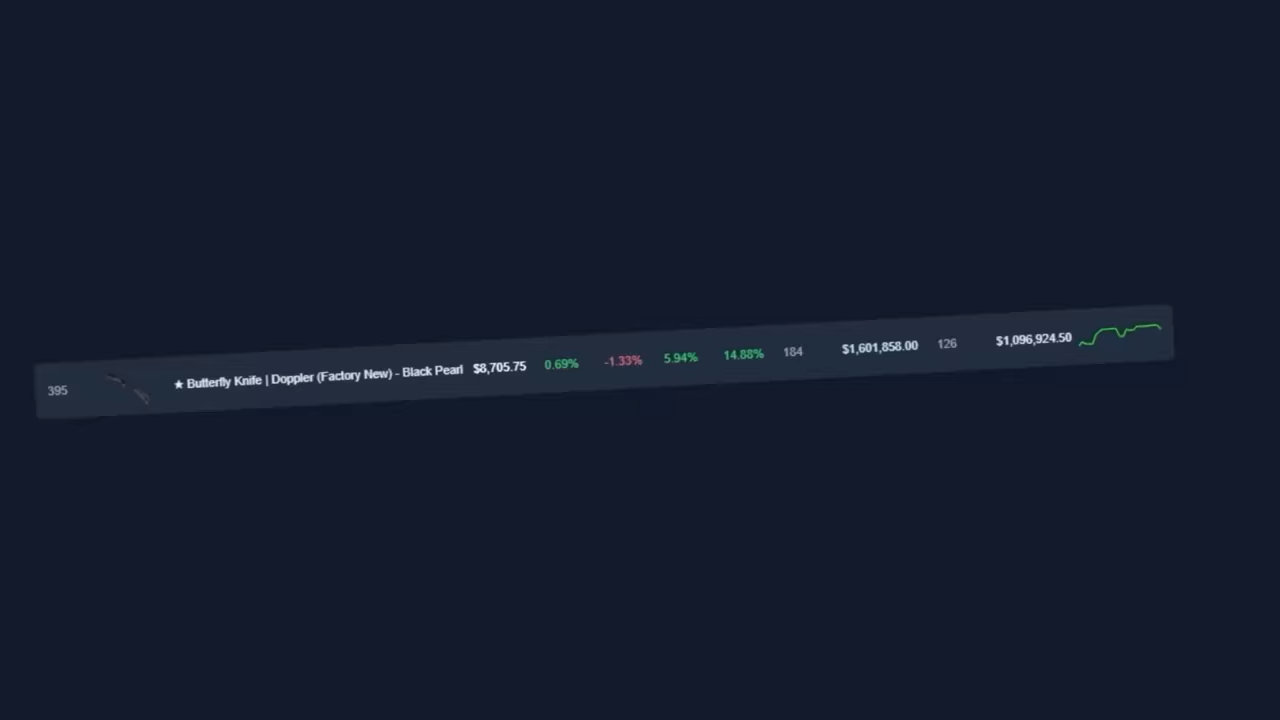 395 ★ Butterfly Knife | Doppler (Factory New) - Black Pearl $8,705.75 0.69% -1.33% 5.94% 14.88% 184 $1,601,858.00 126 $1,096,924.50